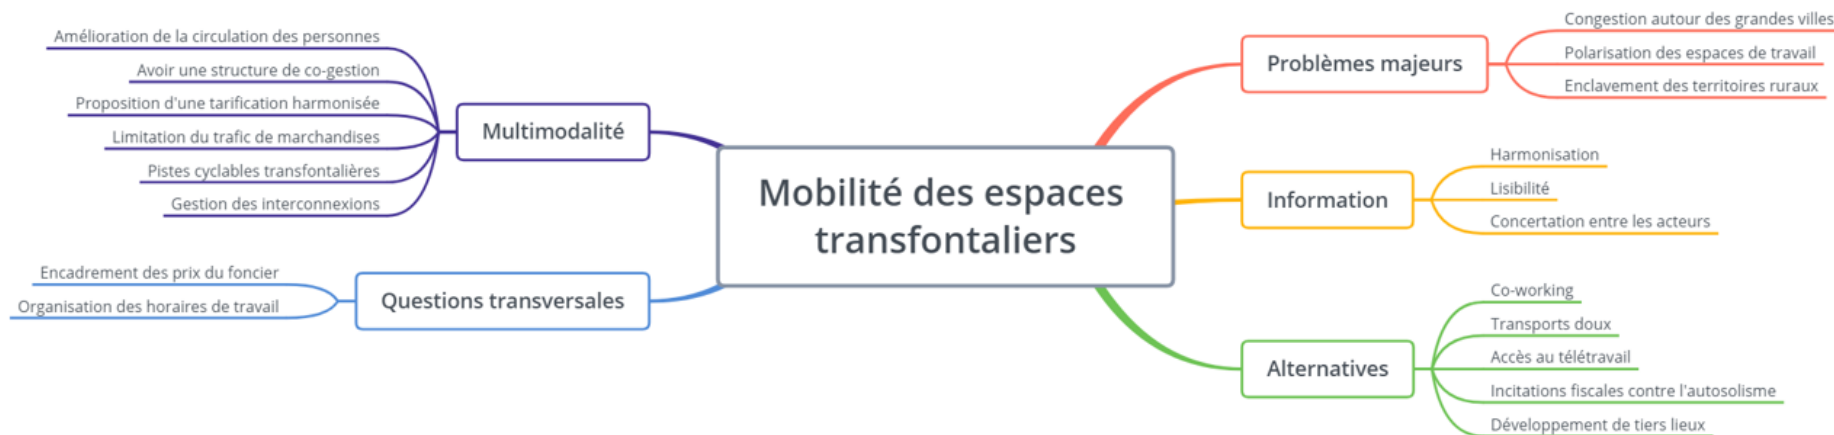 Mobilité des espaces
transfontaliers
Problèmes majeurs
Congestion autour des grandes villes
Polarisation des espaces de travail
Enclavement des territoires ruraux
Information
Harmonisation
Lisibilité
Concertation entre les acteurs
Alternatives
Co-working
Transports doux
Accès au télétravail
Incitations fiscales contre l'autosolisme
Développement de tiers lieux
Multimodalité
Amélioration de la circulation des personnes
Avoir une structure de co-gestion
Proposition d'une tarification harmonisée
Limitation du trafic de marchandises
Pistes cyclables transfontalières
Gestion des interconnexions
Questions transversales
Encadrement des prix du foncier
Organisation des horaires de travail